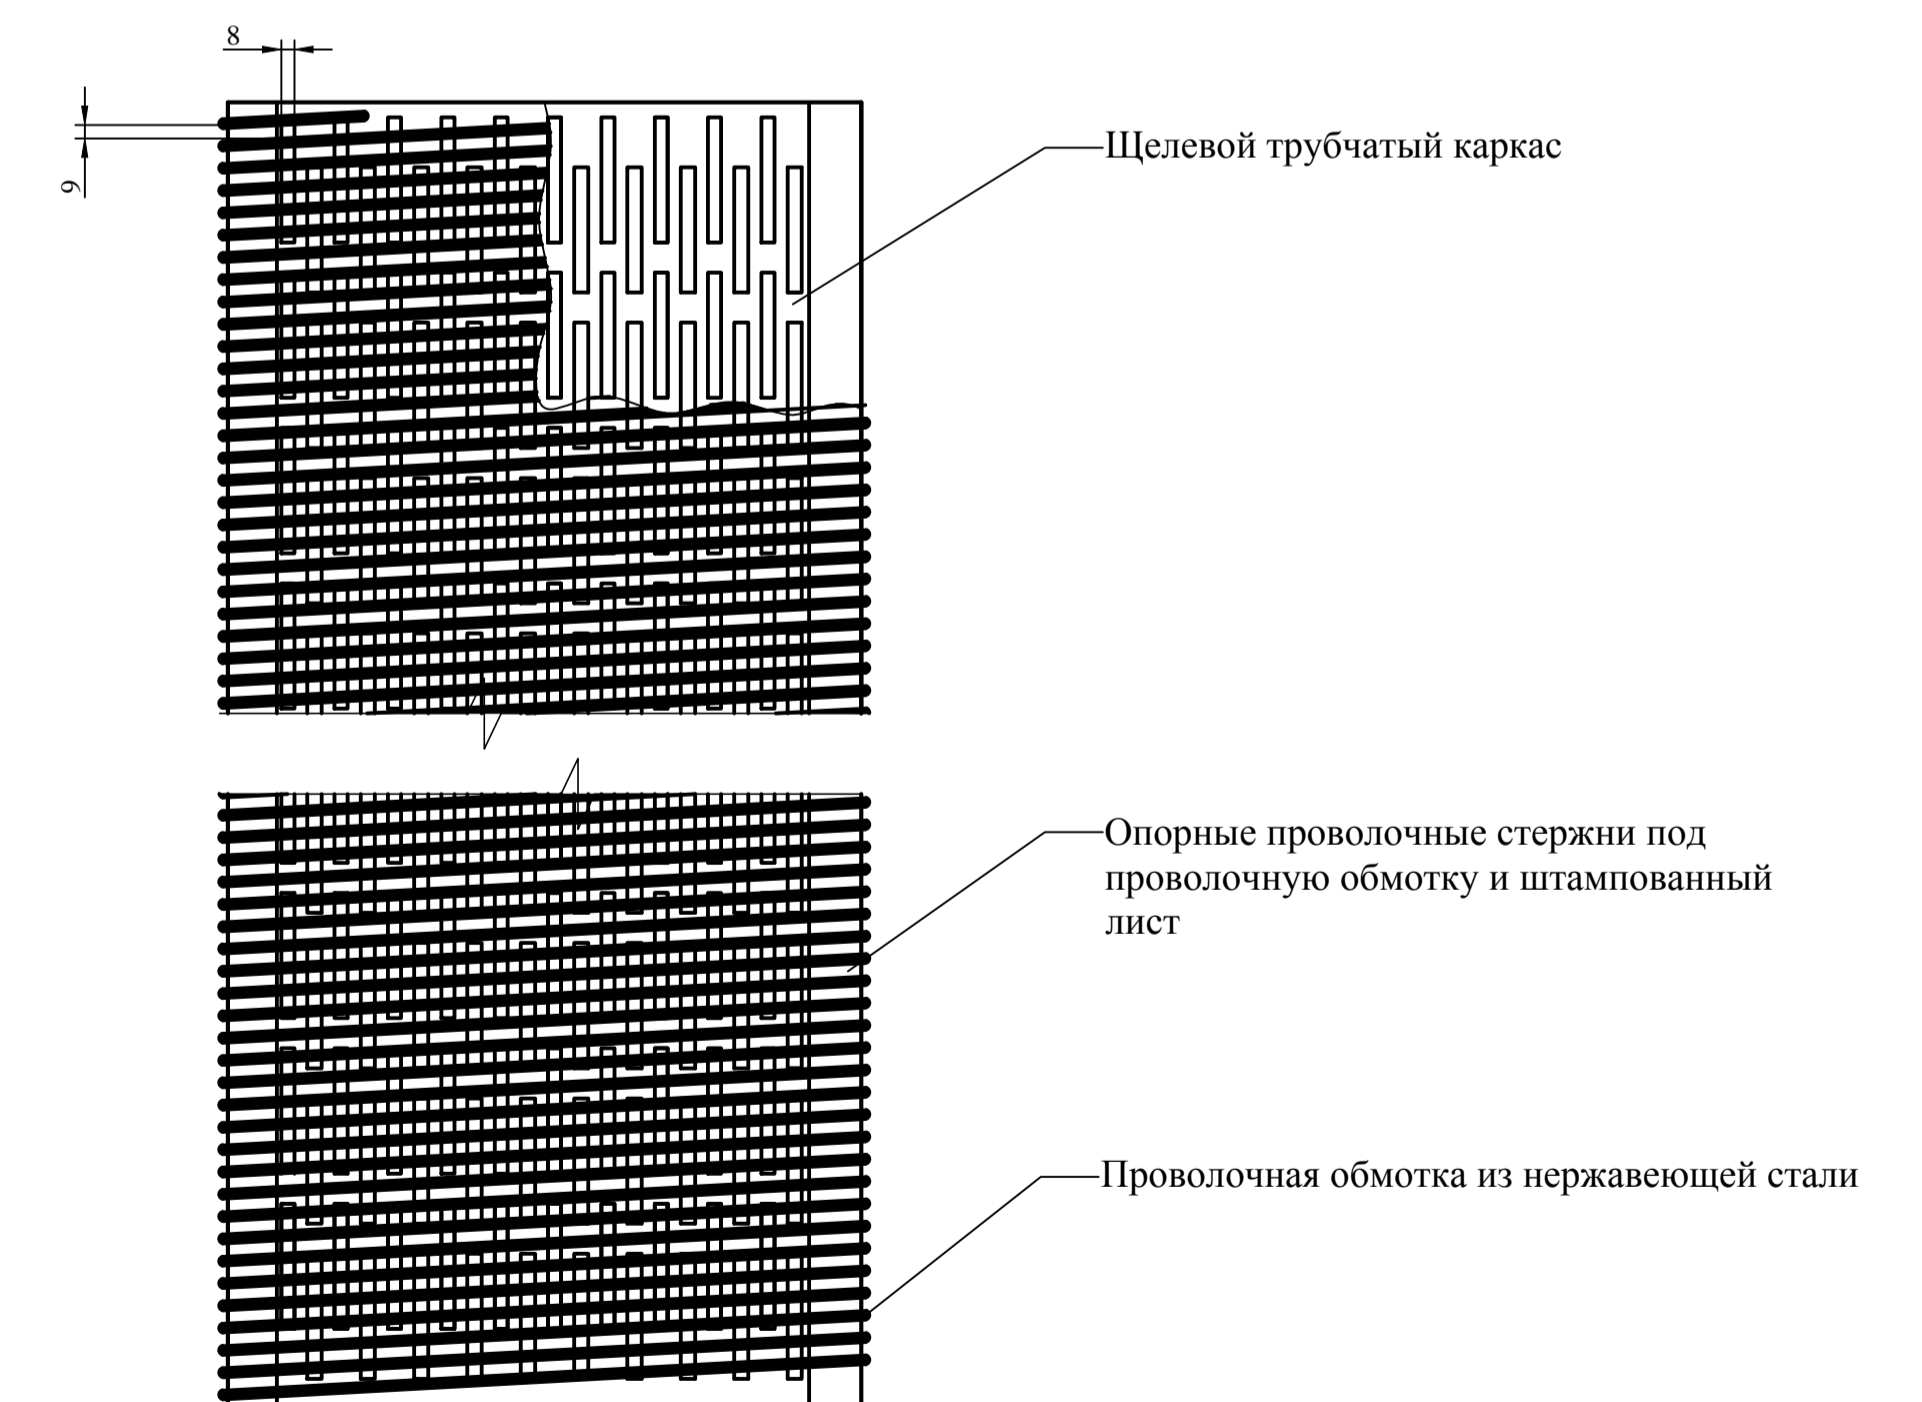 8
9
Щелевой трубчатый каркас
Опорные проволочные стержни под
проволочную обмотку и штампованный
лист
Проволочная обмотка из нержавеющей стали